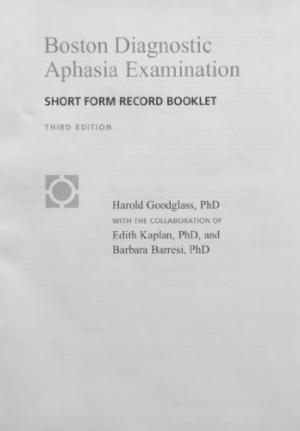 Boston Diagnostic
Aphasia Examination
SHORT FORM RECORD BOOKLET
THIRD EDITION
Harold Goodglass, PhD
WITH THE COLLABORATION OF
Edith Kaplan, PhD, and
Barbara Barresi, PhD